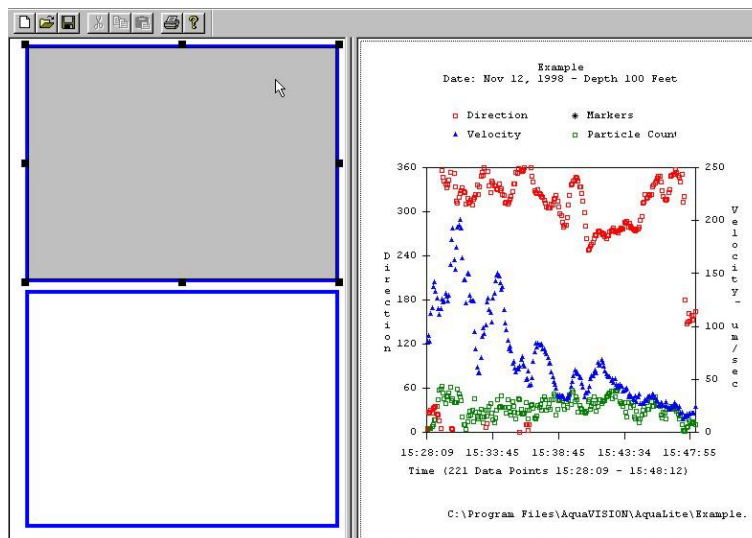 Example
Date: Nov 12, 1998 - Depth 100 Feet
Direction Markers
Velocity Particle Count
360 250
300 200
240 150
180 100
120 50
60
0 0
Direction
Velocity- um/sec
15:28:09 15:33:45 15:38:45 15:43:34 15:47:55
Time (221 Data Points 15:28:09 - 15:48:12)
C:\Program Files\AquaVISION\AquaLite\Example.